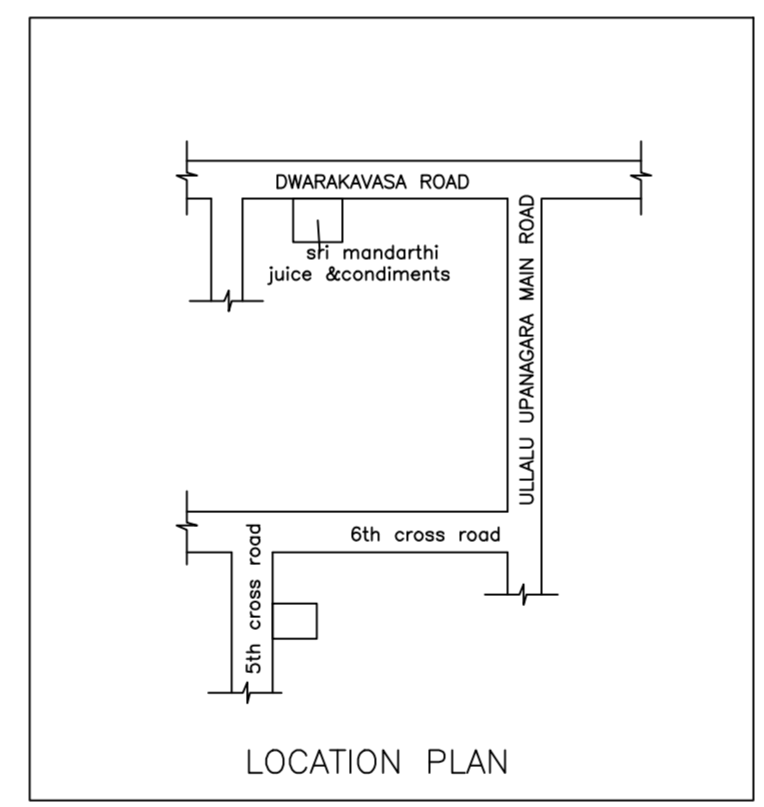 DWARAKAVASA ROAD
sri mandarthi
juice &condiments
ULLALU UPANAGARA MAIN ROAD
6th cross road
5th cross road
LOCATION PLAN